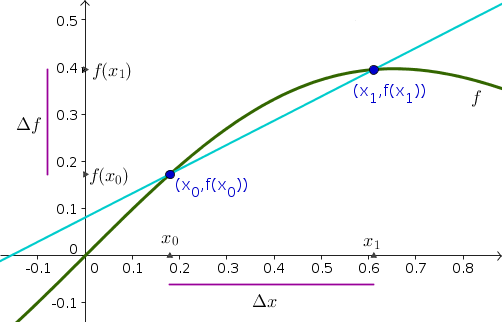 0.5
0.4
f(x₁)
(x₁,f(x₁))
f
0.3
Δf
0.2
f(x₀)
(x₀,f(x₀))
0.1
x₀
x₁
0
-0.1 0 0.1 0.2 0.3 0.4 0.5 0.6 0.7 0.8
Δx
-0.1